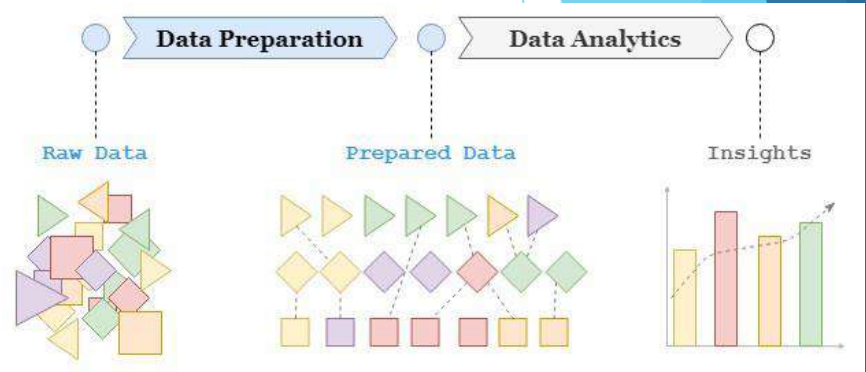 Data Preparation
Data Analytics
Raw Data
Prepared Data
Insights